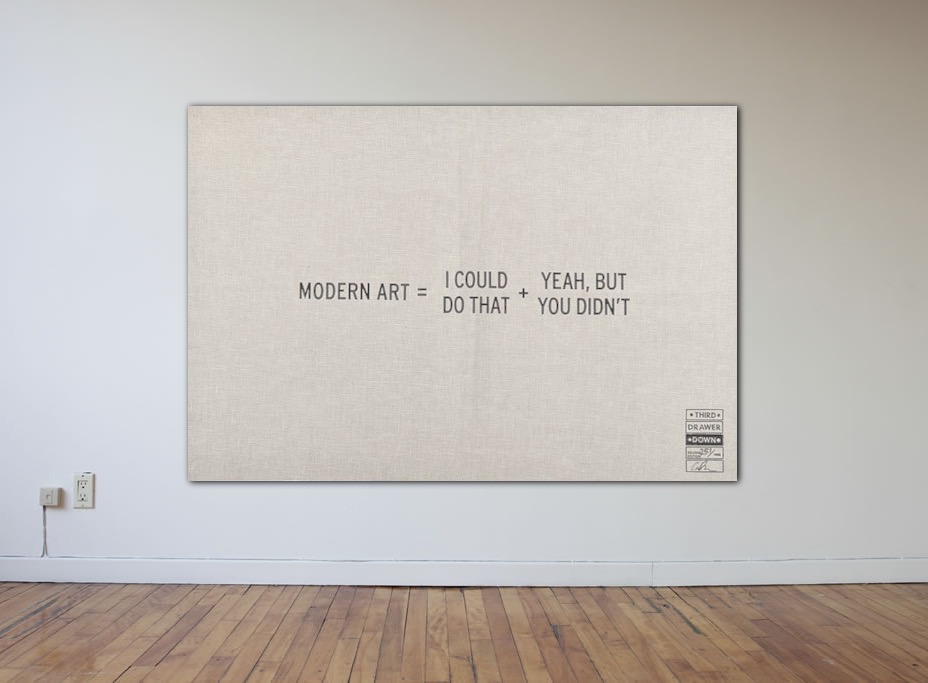 MODERN ART = I COULD DO THAT + YEAH, BUT YOU DIDN'T
• THIRD •
DRAWER
• DOWN •